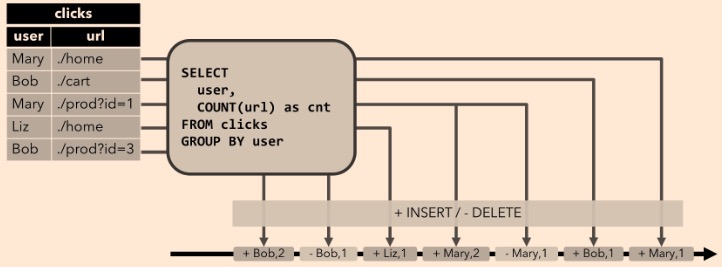 clicks
user url
Mary ./home
Bob ./cart
Mary ./prod?id=1
Liz ./home
Bob ./prod?id=3
SELECT
user,
COUNT(url) as cnt
FROM clicks
GROUP BY user
+ INSERT / - DELETE
+ Bob,2 - Bob,1 + Liz,1 + Mary,2 - Mary,1 + Bob,1 + Mary,1